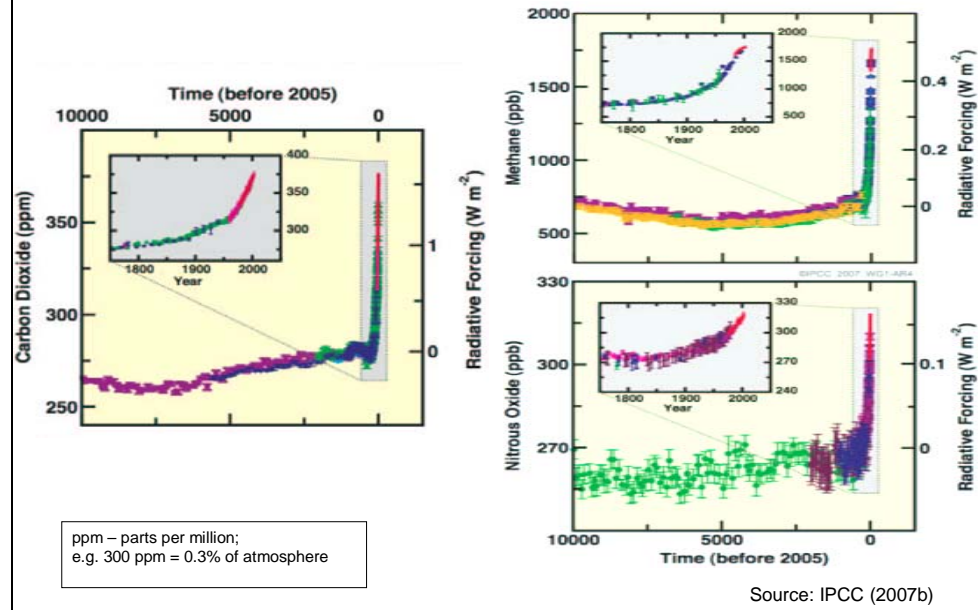 Time (before 2005)
10000 5000 0
Carbon Dioxide (ppm)
350
300
250
400
350
300
1800 1900 2000
Year
1
0
Radiative Forcing (W m-2)
2000
1500
1000
500
Methane (ppb)
2000
1500
1000
500
1800 1900 2000
Year
0.4
0.2
0
Radiative Forcing (W m-2)
©IPCC 2007: WG1-AR4
330
300
270
Nitrous Oxide (ppb)
330
300
270
240
1800 1900 2000
Year
0.1
0
Radiative Forcing (W m-2)
10000 5000 0
Time (before 2005)
ppm – parts per million;
e.g. 300 ppm = 0.3% of atmosphere
Source: IPCC (2007b)